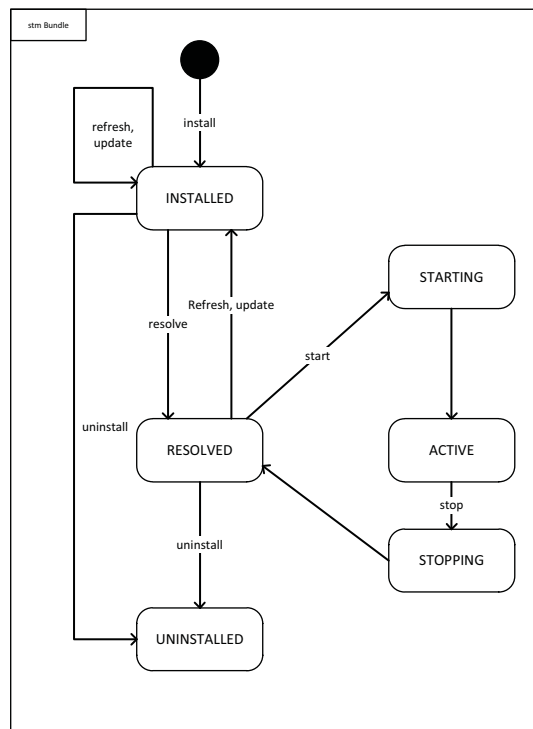 stm Bundle
install
refresh,
update
INSTALLED
STARTING
Refresh, update
resolve
start
uninstall
RESOLVED
ACTIVE
stop
uninstall
STOPPING
UNINSTALLED